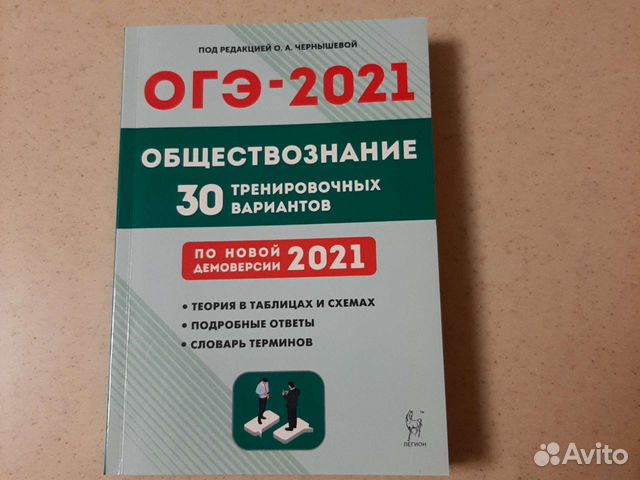 ПОД РЕДАКЦИЕЙ О. А. ЧЕРНЫШЕВОЙ
ОГЭ-2021
ОБЩЕСТВОЗНАНИЕ
30 ТРЕНИРОВОЧНЫХ
ВАРИАНТОВ
ПО НОВОЙ
ДЕМОВЕРСИИ 2021
• ТЕОРИЯ В ТАБЛИЦАХ И СХЕМАХ
• ПОДРОБНЫЕ ОТВЕТЫ
• СЛОВАРЬ ТЕРМИНОВ
ЛЕГИОН
Avito